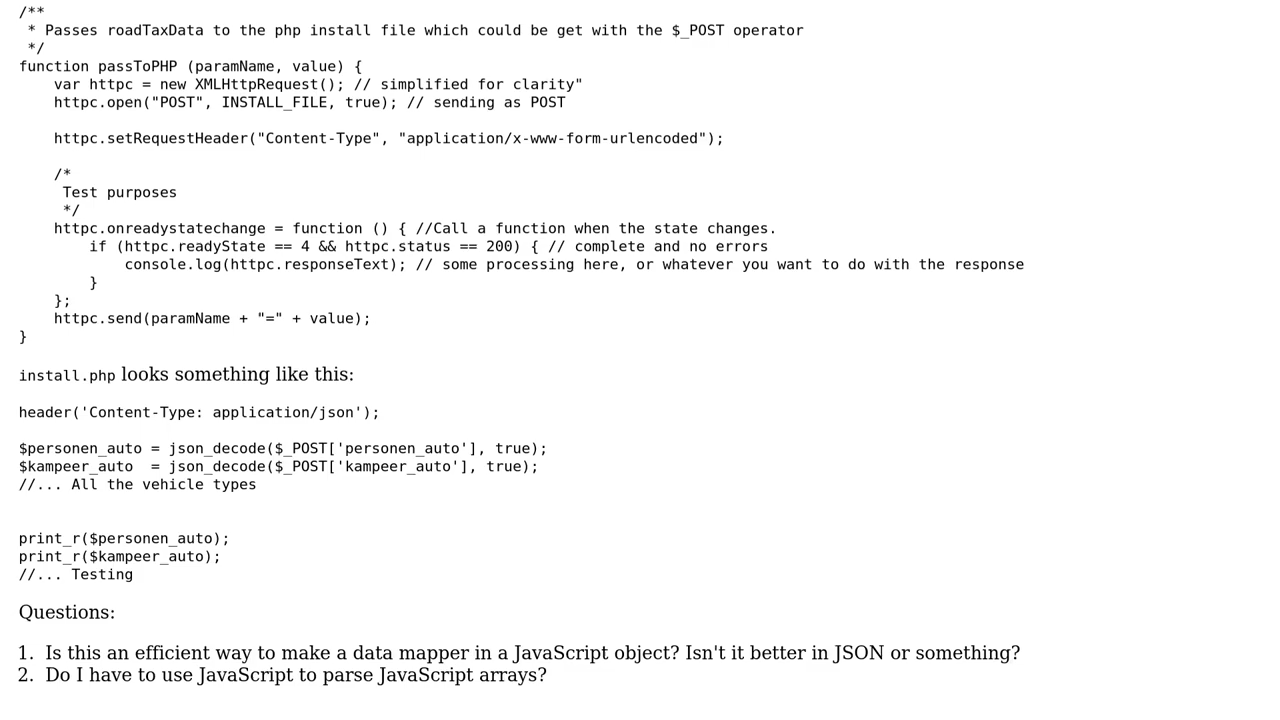 /**
 * Passes roadTaxData to the php install file which could be get with the $_POST operator
 */
function passToPHP (paramName, value) {
    var httpc = new XMLHttpRequest(); // simplified for clarity"
    httpc.open("POST", INSTALL_FILE, true); // sending as POST

    httpc.setRequestHeader("Content-Type", "application/x-www-form-urlencoded");

    /*
     Test purposes
     */
    httpc.onreadystatechange = function () { //Call a function when the state changes.
        if (httpc.readyState == 4 && httpc.status == 200) { // complete and no errors
            console.log(httpc.responseText); // some processing here, or whatever you want to do with the response
        }
    };
    httpc.send(paramName + "=" + value);
}

install.php looks something like this:

header('Content-Type: application/json');

$personen_auto = json_decode($_POST['personen_auto'], true);
$kampeer_auto  = json_decode($_POST['kampeer_auto'], true);
//... All the vehicle types


print_r($personen_auto);
print_r($kampeer_auto);
//... Testing

Questions:

1. Is this an efficient way to make a data mapper in a JavaScript object? Isn't it better in JSON or something?
2. Do I have to use JavaScript to parse JavaScript arrays?